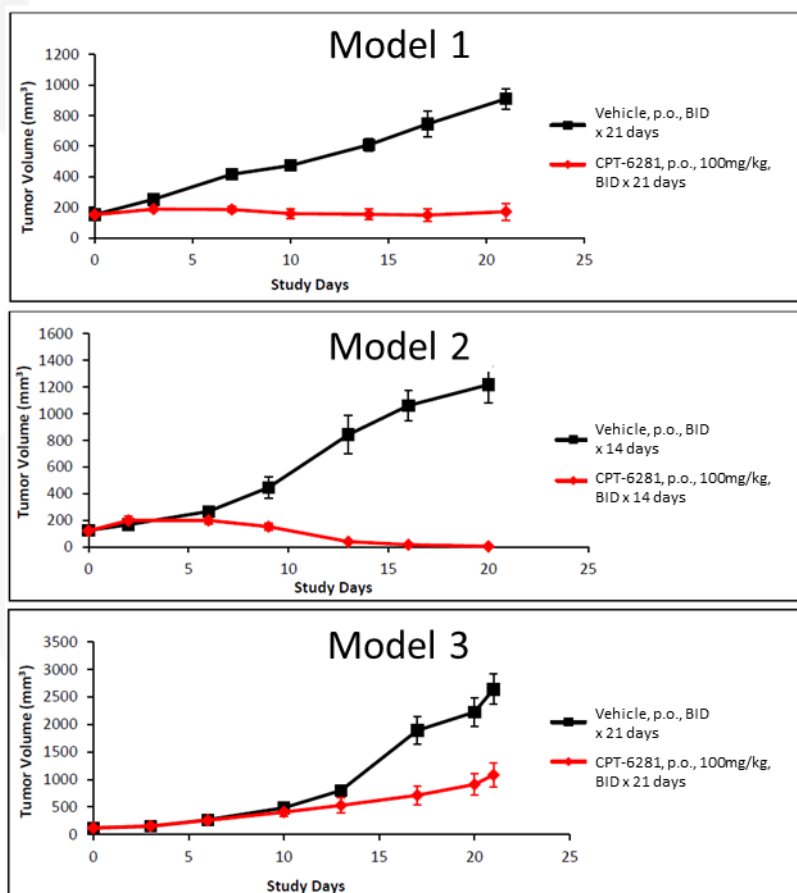 Model 1
1200
1000
800
600
400
200
0
Tumor Volume (mm³)
0 5 10 15 20 25
Study Days
Vehicle, p.o., BID
x 21 days
CPT-6281, p.o., 100mg/kg,
BID x 21 days
Model 2
1600
1400
1200
1000
800
600
400
200
0
Tumor Volume (mm³)
0 5 10 15 20 25
Study Days
Vehicle, p.o., BID
x 14 days
CPT-6281, p.o., 100mg/kg,
BID x 14 days
Model 3
3500
3000
2500
2000
1500
1000
500
0
Tumor Volume (mm³)
0 5 10 15 20 25
Study Days
Vehicle, p.o., BID
x 21 days
CPT-6281, p.o., 100mg/kg,
BID x 21 days